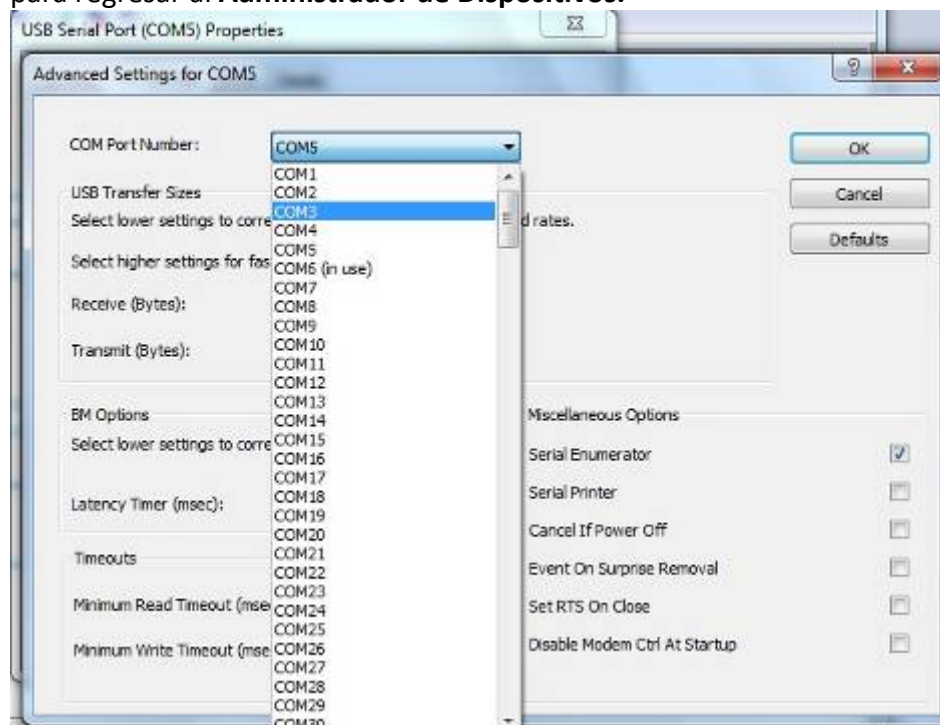 para regresar al Administrador de Dispositivos.
USB Serial Port (COM5) Properties
Advanced Settings for COM5
COM Port Number:
COM5
OK
Cancel
Defaults
USB Transfer Sizes
Select lower settings to corre
d rates.
Select higher settings for fas
Receive (Bytes):
Transmit (Bytes):
COM1
COM2
COM3
COM4
COM5
COM6 (in use)
COM7
COM8
COM9
COM10
COM11
COM12
COM13
COM14
COM15
COM16
COM17
COM18
COM19
COM20
COM21
COM22
COM23
COM24
COM25
COM26
COM27
COM28
COM29
COM30
BM Options
Select lower settings to corre
Latency Timer (msec):
Timeouts
Minimum Read Timeout (mse
Minimum Write Timeout (mse
Miscellaneous Options
Serial Enumerator
Serial Printer
Cancel If Power Off
Event On Surprise Removal
Set RTS On Close
Disable Modem Ctrl At Startup